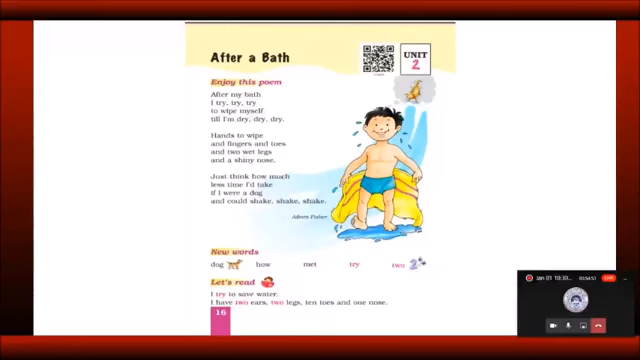 After a Bath
UNIT
2
Enjoy this poem
After my bath
I try, try, try
to wipe myself
till I'm dry, dry, dry.
Hands to wipe
and fingers and toes
and two wet legs
and a shiny nose.
Just think how much
less time I'd take
if I were a dog
and could shake, shake, shake.
Aileen Fisher
New words
dog how met try two 2
Let's read
I try to save water.
I have two ears, two legs, ten toes and one nose.
16